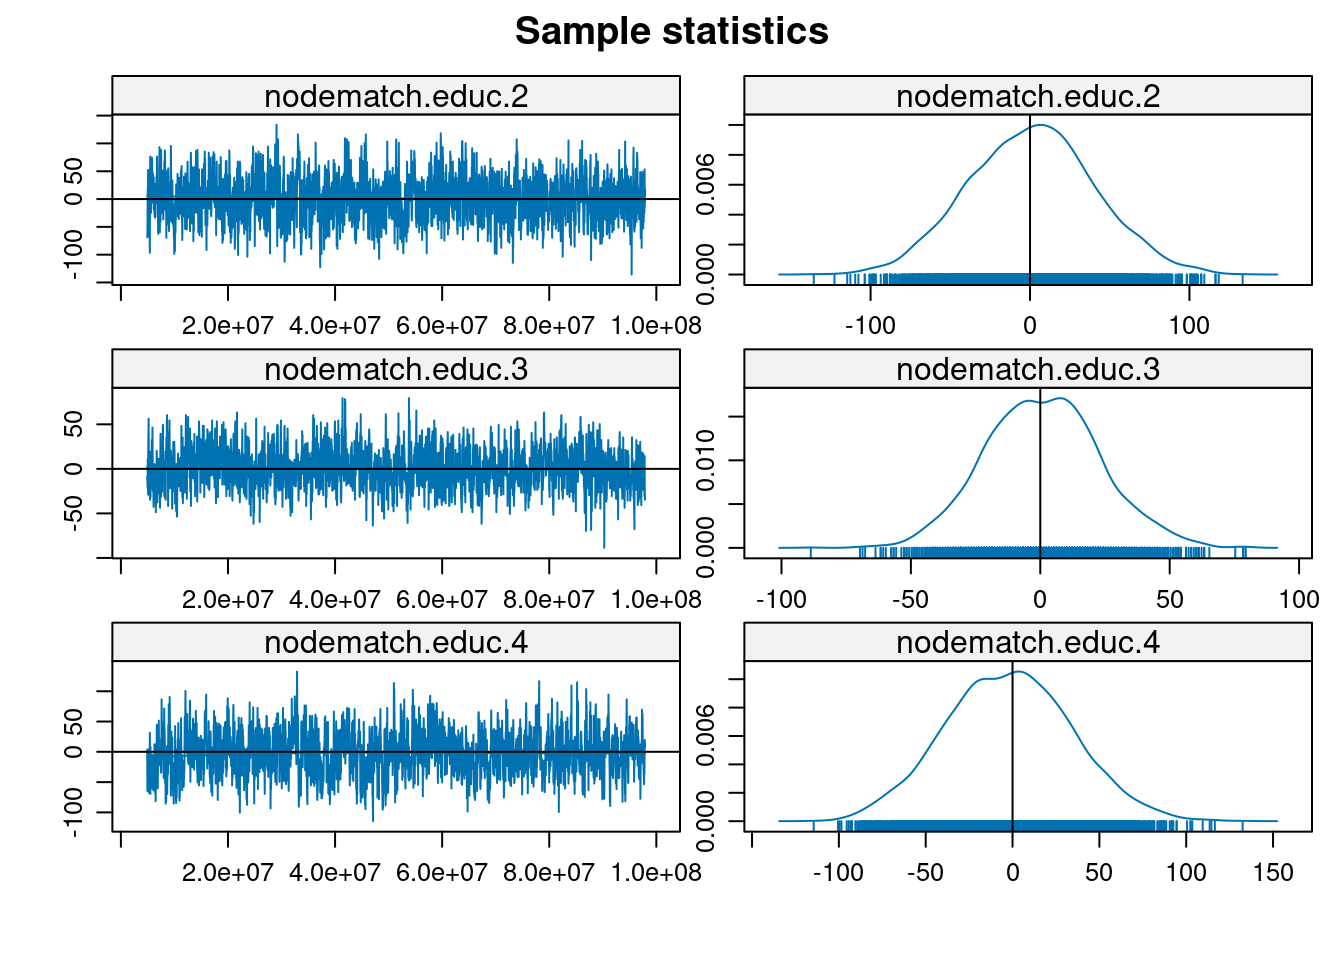 Sample statistics
nodematch.educ.2
-100 0 50
2.0e+07 4.0e+07 6.0e+07 8.0e+07 1.0e+08
nodematch.educ.2
0.000 0.006
-100 0 100
nodematch.educ.3
-50 0 50
2.0e+07 4.0e+07 6.0e+07 8.0e+07 1.0e+08
nodematch.educ.3
0.000 0.010
-100 -50 0 50 100
nodematch.educ.4
-100 0 50
2.0e+07 4.0e+07 6.0e+07 8.0e+07 1.0e+08
nodematch.educ.4
0.000 0.006
-100 -50 0 50 100 150